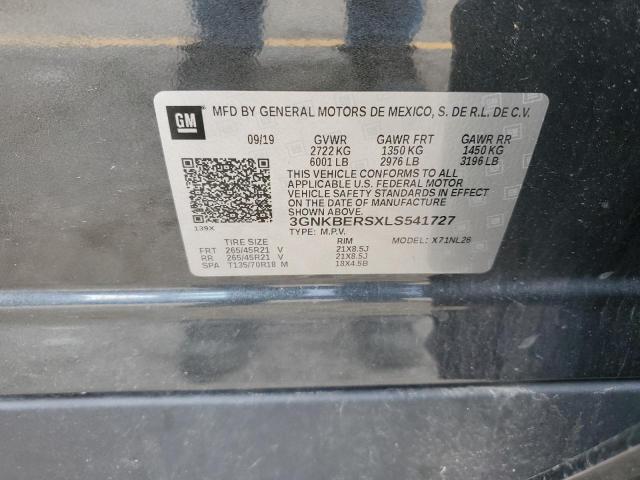 GM MFD BY GENERAL MOTORS DE MEXICO, S. DE R.L. DE C.V.
09/19 GVWR GAWR FRT GAWR RR
2722 KG 1350 KG 1450 KG
6001 LB 2976 LB 3196 LB
THIS VEHICLE CONFORMS TO ALL
APPLICABLE U.S. FEDERAL MOTOR
VEHICLE SAFETY STANDARDS IN EFFECT
ON THE DATE OF MANUFACTURE
SHOWN ABOVE.
3GNKBERSXLS541727
139X
TYPE: M.P.V. MODEL: X71NL26
TIRE SIZE RIM
FRT 265/45R21 V 21X8.5J
RR 265/45R21 V 21X8.5J
SPA T135/70R18 M 18X4.5B